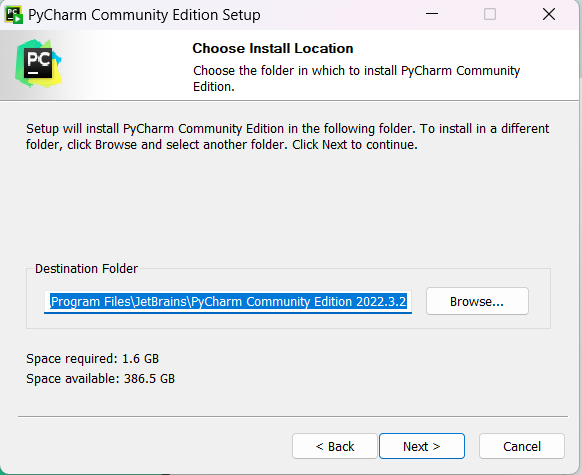 PyCharm Community Edition Setup
PC
Choose Install Location
Choose the folder in which to install PyCharm Community
Edition.
Setup will install PyCharm Community Edition in the following folder. To install in a different
folder, click Browse and select another folder. Click Next to continue.
Destination Folder
Program Files\JetBrains\PyCharm Community Edition 2022.3.2
Browse...
Space required: 1.6 GB
Space available: 386.5 GB
< Back
Next >
Cancel